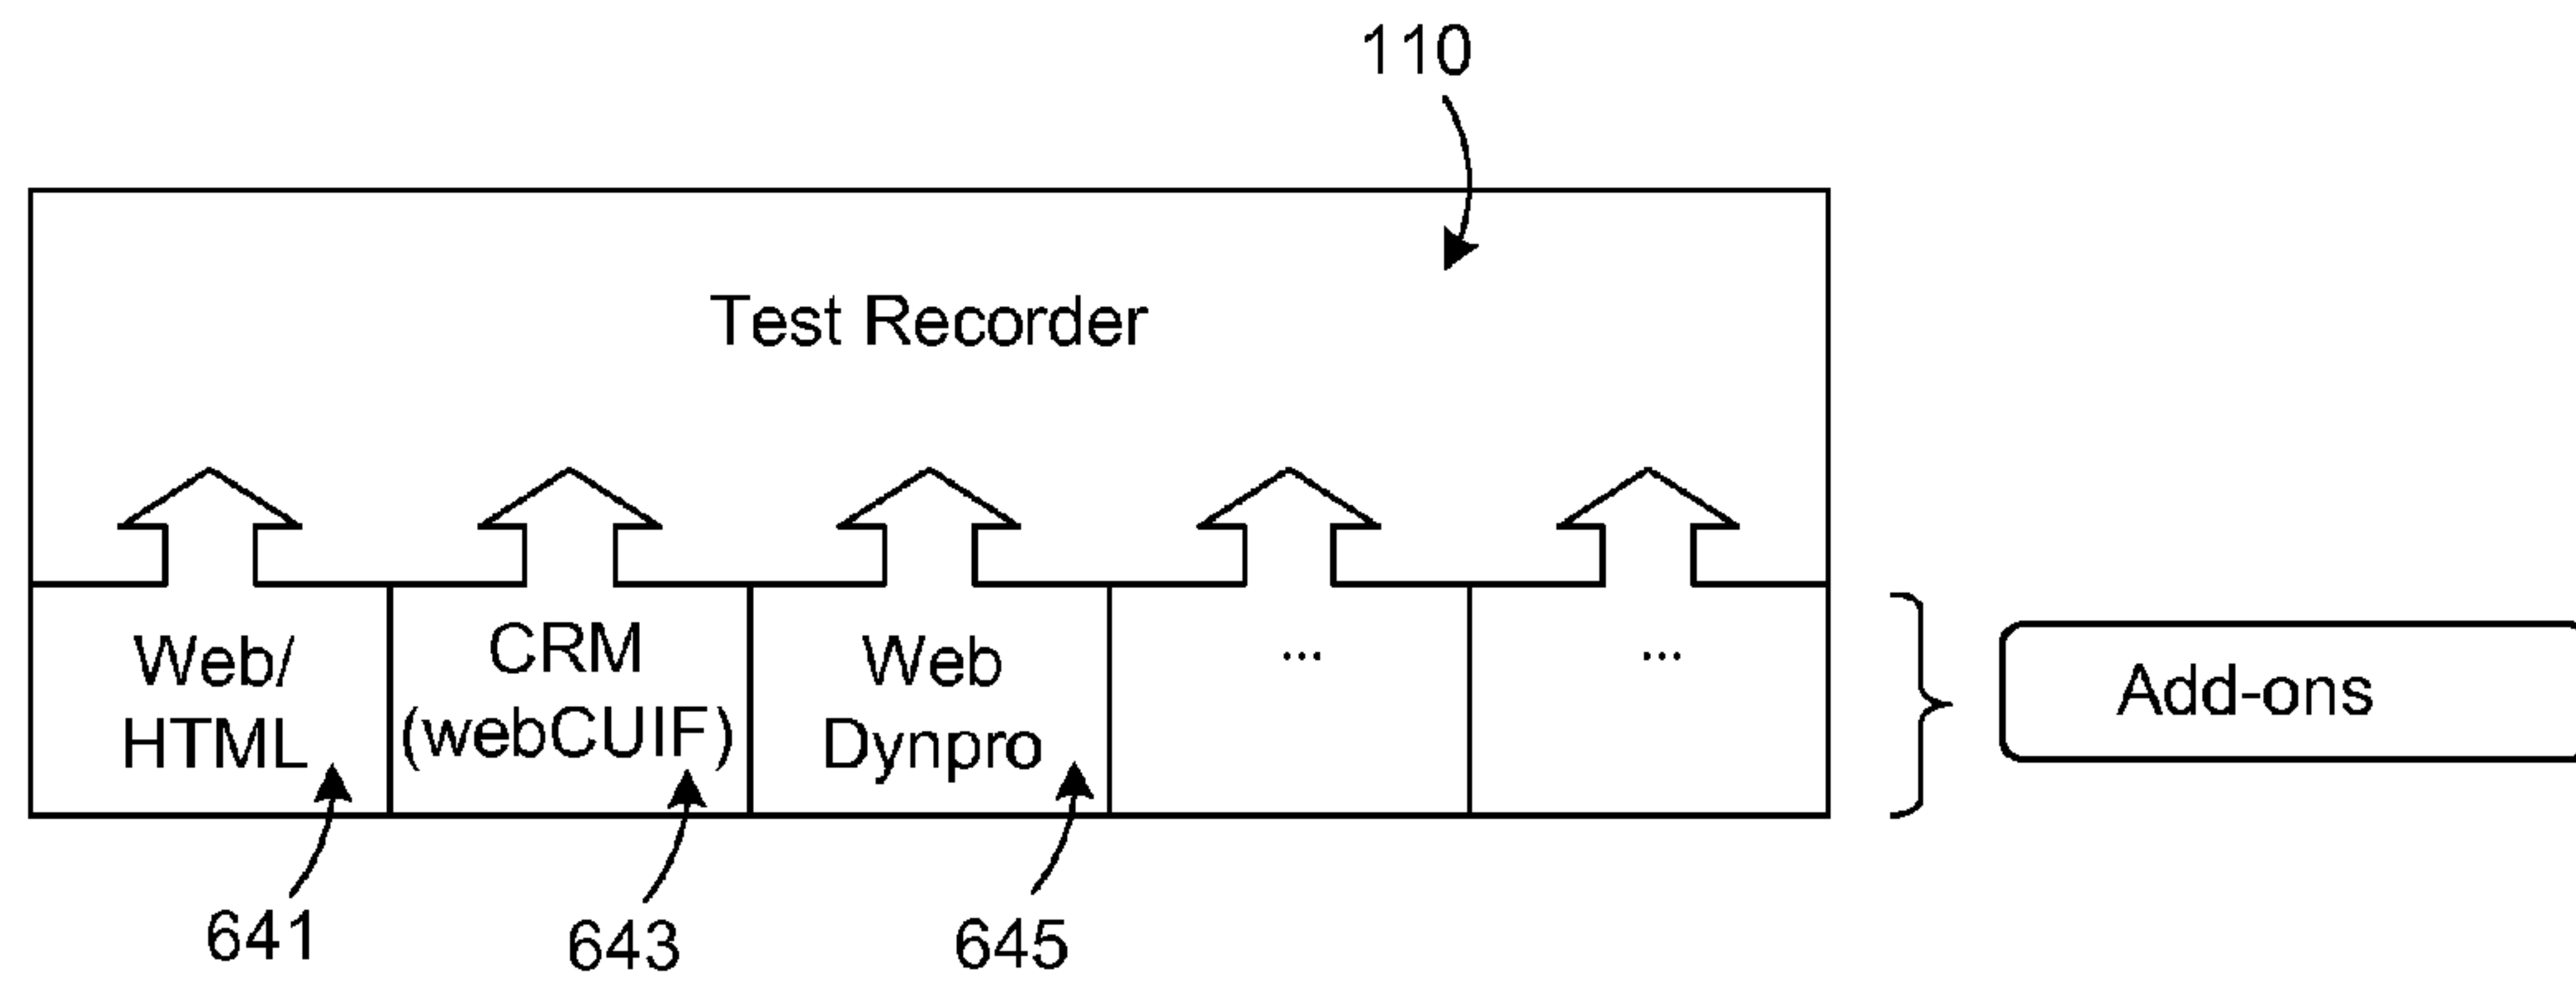 110
Test Recorder
Web/
HTML
CRM
(webCUIF)
Web
Dynpro
...
...
Add-ons
641
643
645